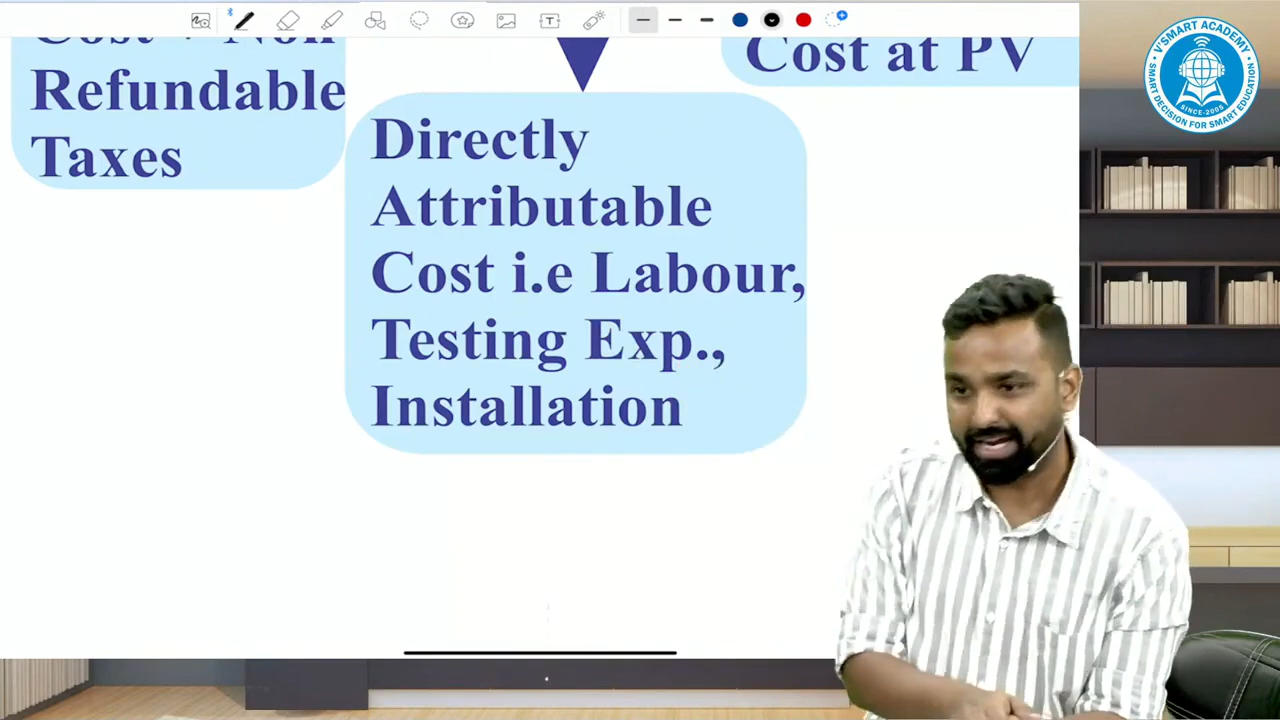 Cost + Non
Refundable
Taxes
Directly
Attributable
Cost i.e Labour,
Testing Exp.,
Installation
Cost at PV
V'SMART ACADEMY
SINCE-2005
SMART DECISION FOR SMART EDUCATION